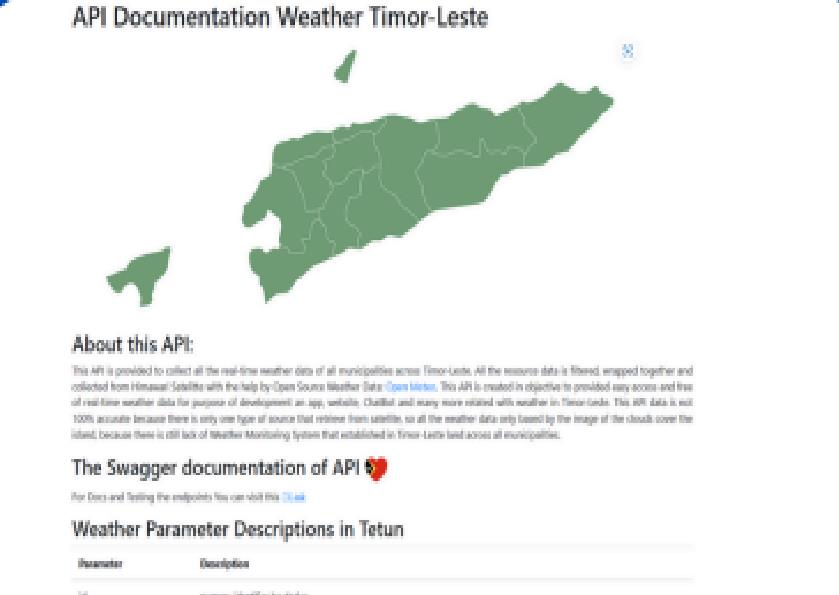 API Documentation Weather Timor-Leste
About this API:
This API is provided to collect all the real-time weather data of all municipalities across Timor-Leste. All the resource data is filtered, wrapped together and
collected from Himawari Satelite with the help by Open Source Weather Data: Open Meteo. This API is created in objective to provided easy access and free
of real-time weather data for purpose of development an app, website, ChatBot and many more related with weather in Timor-Leste. This API data is not
100% accurate because there is only one type of source that retrieve from satelite, so all the weather data only based by the image of the clouds cover the
island, because there is still lack of Weather Monitoring System that established in Timor-Leste land across all municipalities.
The Swagger documentation of API
For Docs and Testing the endpoints You can visit this Link
Weather Parameter Descriptions in Tetun
Parameter Description